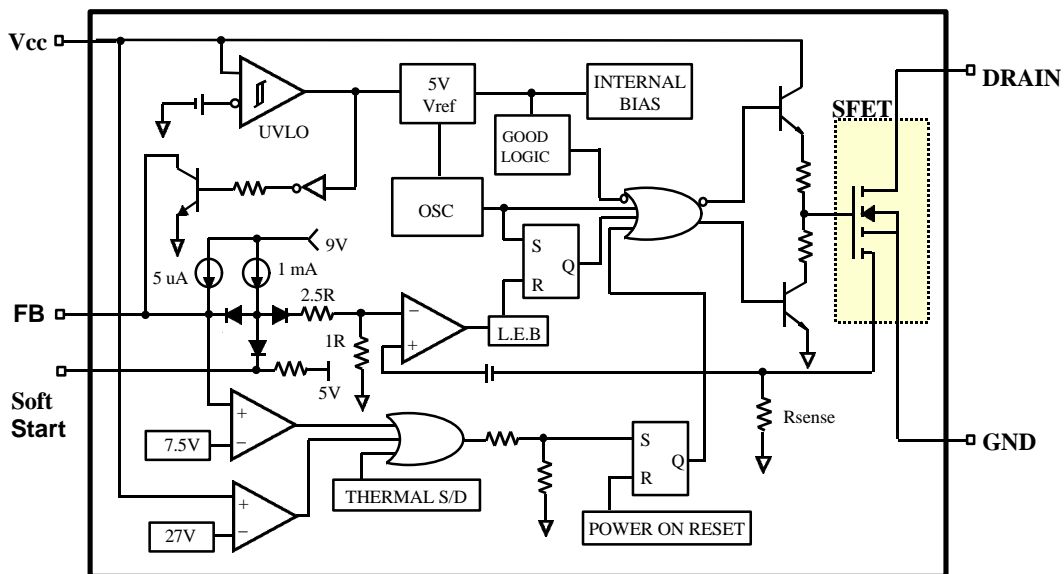 Vcc
UVLO
5V
Vref
INTERNAL
BIAS
GOOD
LOGIC
OSC
DRAIN
SFET
9V
5 uA
1 mA
S
R
Q
FB
2.5R
−
+
1R
L.E.B
5V
Soft
Start
+
−
7.5V
Rsense
GND
S
R
Q
THERMAL S/D
+
−
27V
POWER ON RESET